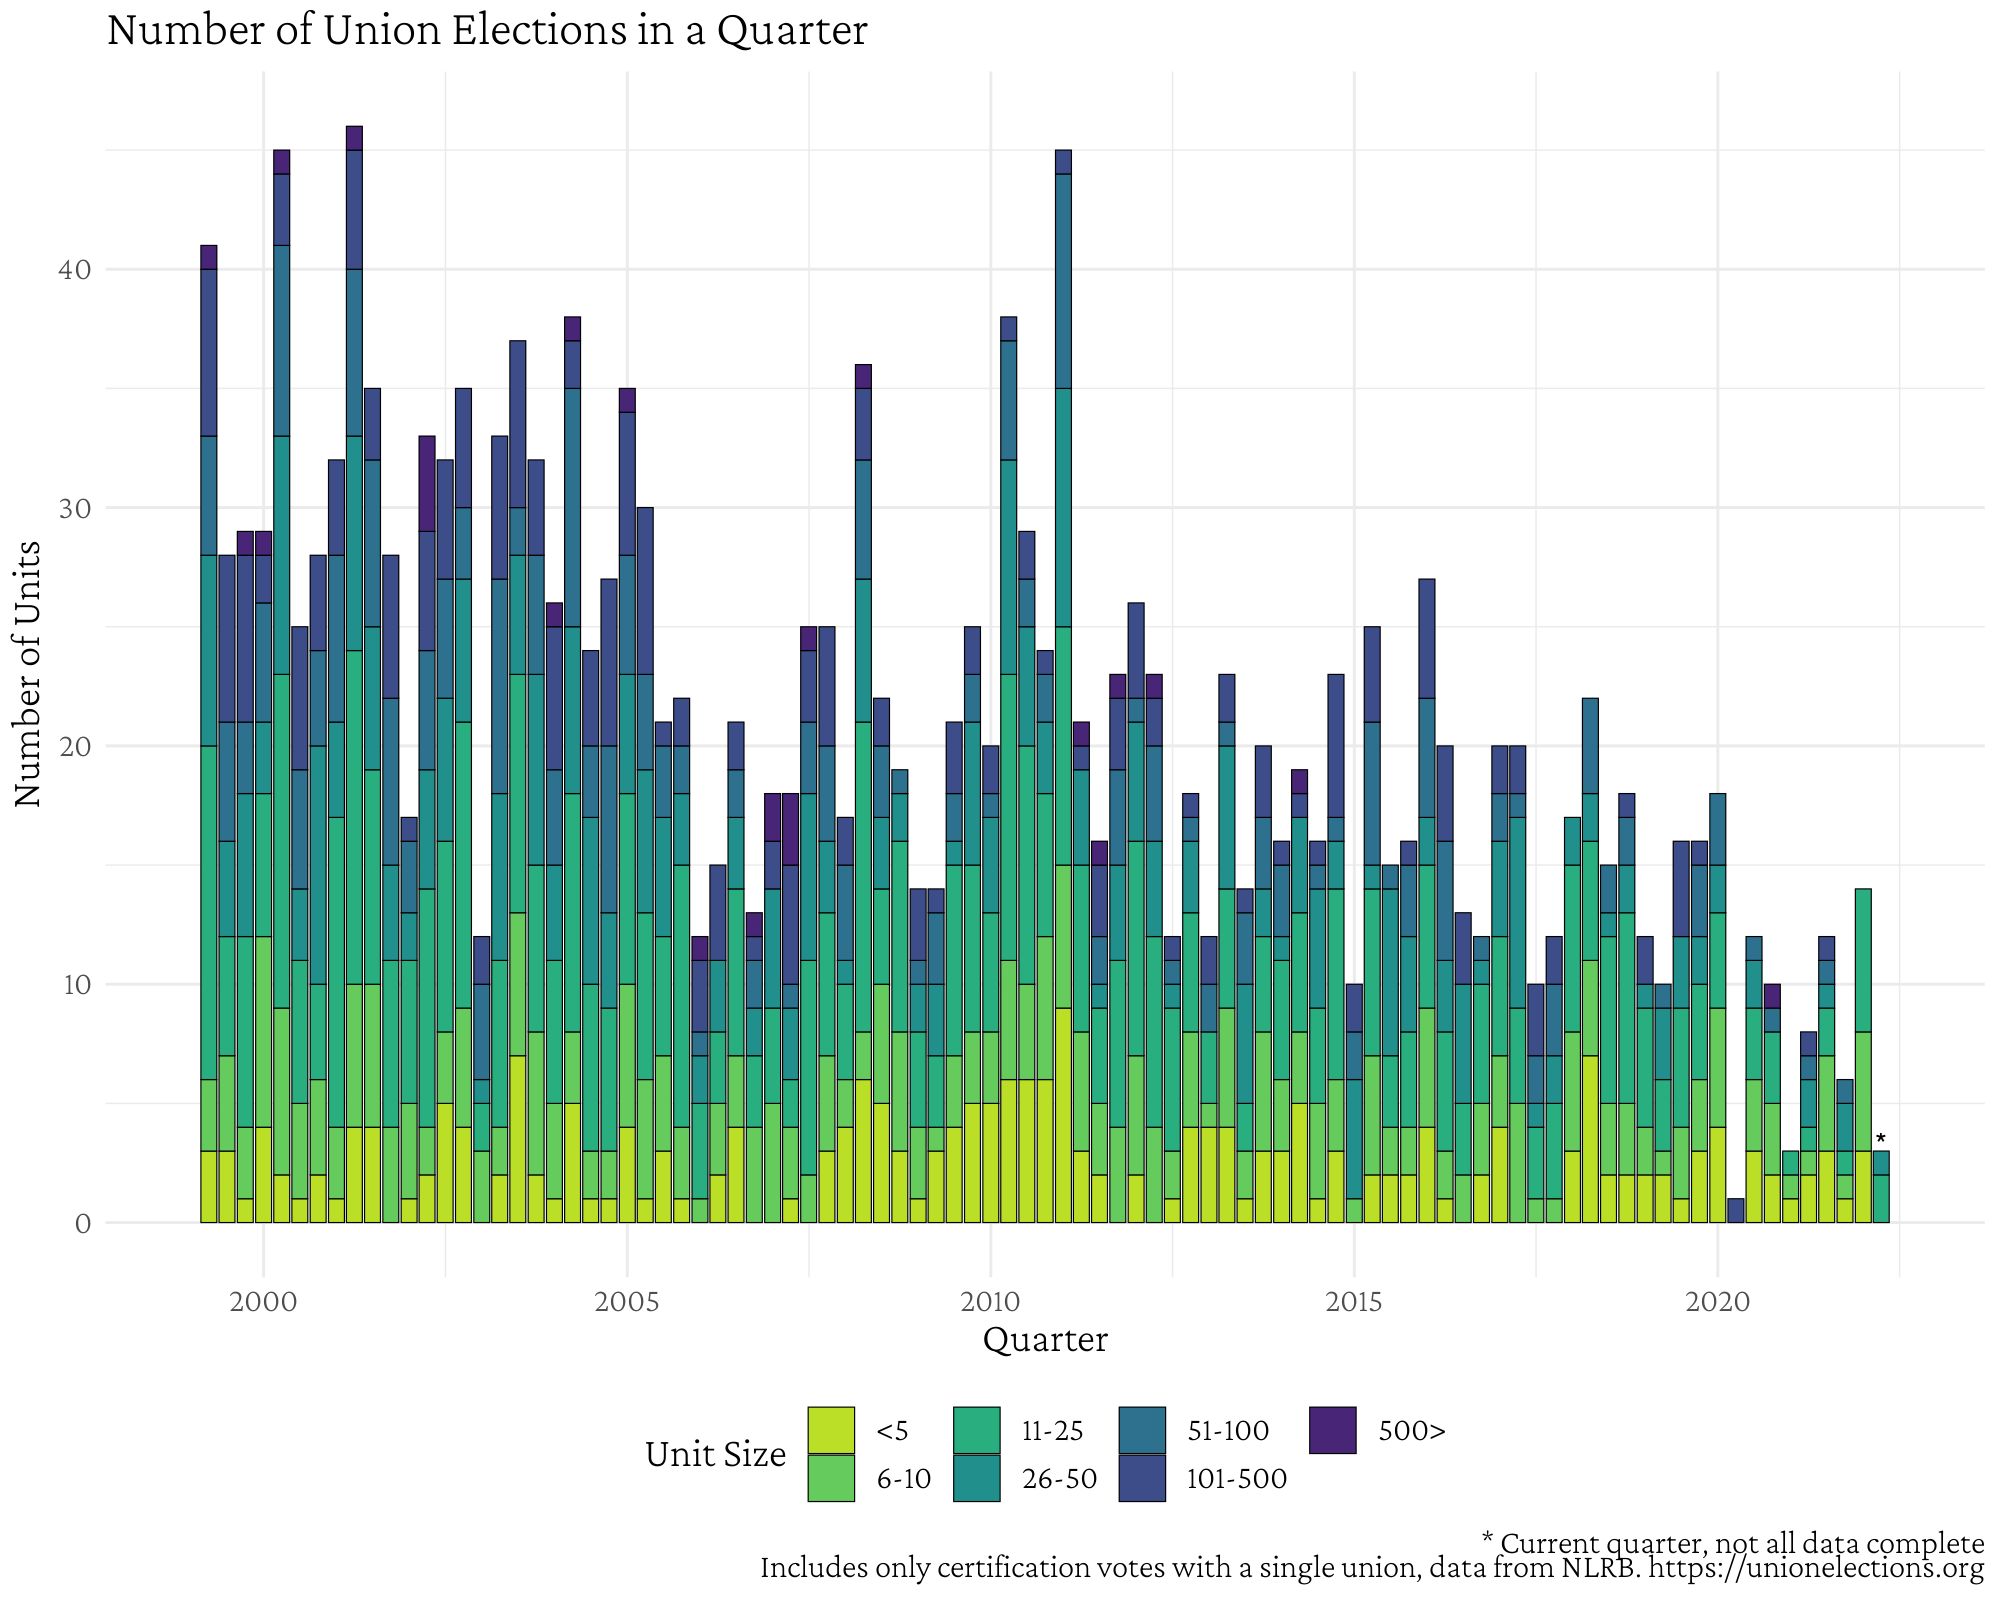 Number of Union Elections in a Quarter
Number of Units
40
30
20
10
0
*
2000 2005 2010 2015 2020
Quarter
Unit Size
<5 11-25 51-100 500>
6-10 26-50 101-500
* Current quarter, not all data complete
Includes only certification votes with a single union, data from NLRB. https://unionelections.org